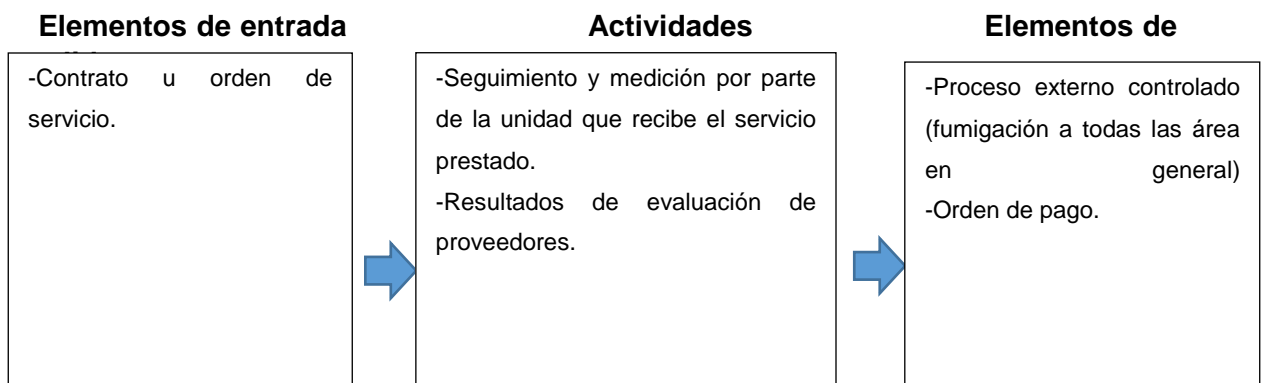 Elementos de entrada
Actividades
Elementos de
-Contrato u orden de
servicio.
-Seguimiento y medición por parte
de la unidad que recibe el servicio
prestado.
-Resultados de evaluación de
proveedores.
-Proceso externo controlado
(fumigación a todas las área
en general)
-Orden de pago.